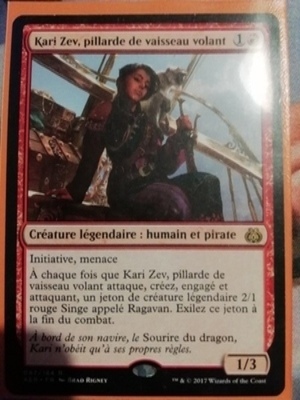 Kari Zev, pillarde de vaisseau volant 1
Créature légendaire : humain et pirate
Initiative, menace
À chaque fois que Kari Zev, pillarde de
vaisseau volant attaque, créez, engagé et
attaquant, un jeton de créature légendaire 2/1
rouge Singe appelé Ragavan. Exilez ce jeton à
la fin du combat.
À bord de son navire, le Sourire du dragon,
Kari n'obéit qu'à ses propres règles.
1/3
BRAD RIGNEY
™ & © 2017 Wizards of the Coast